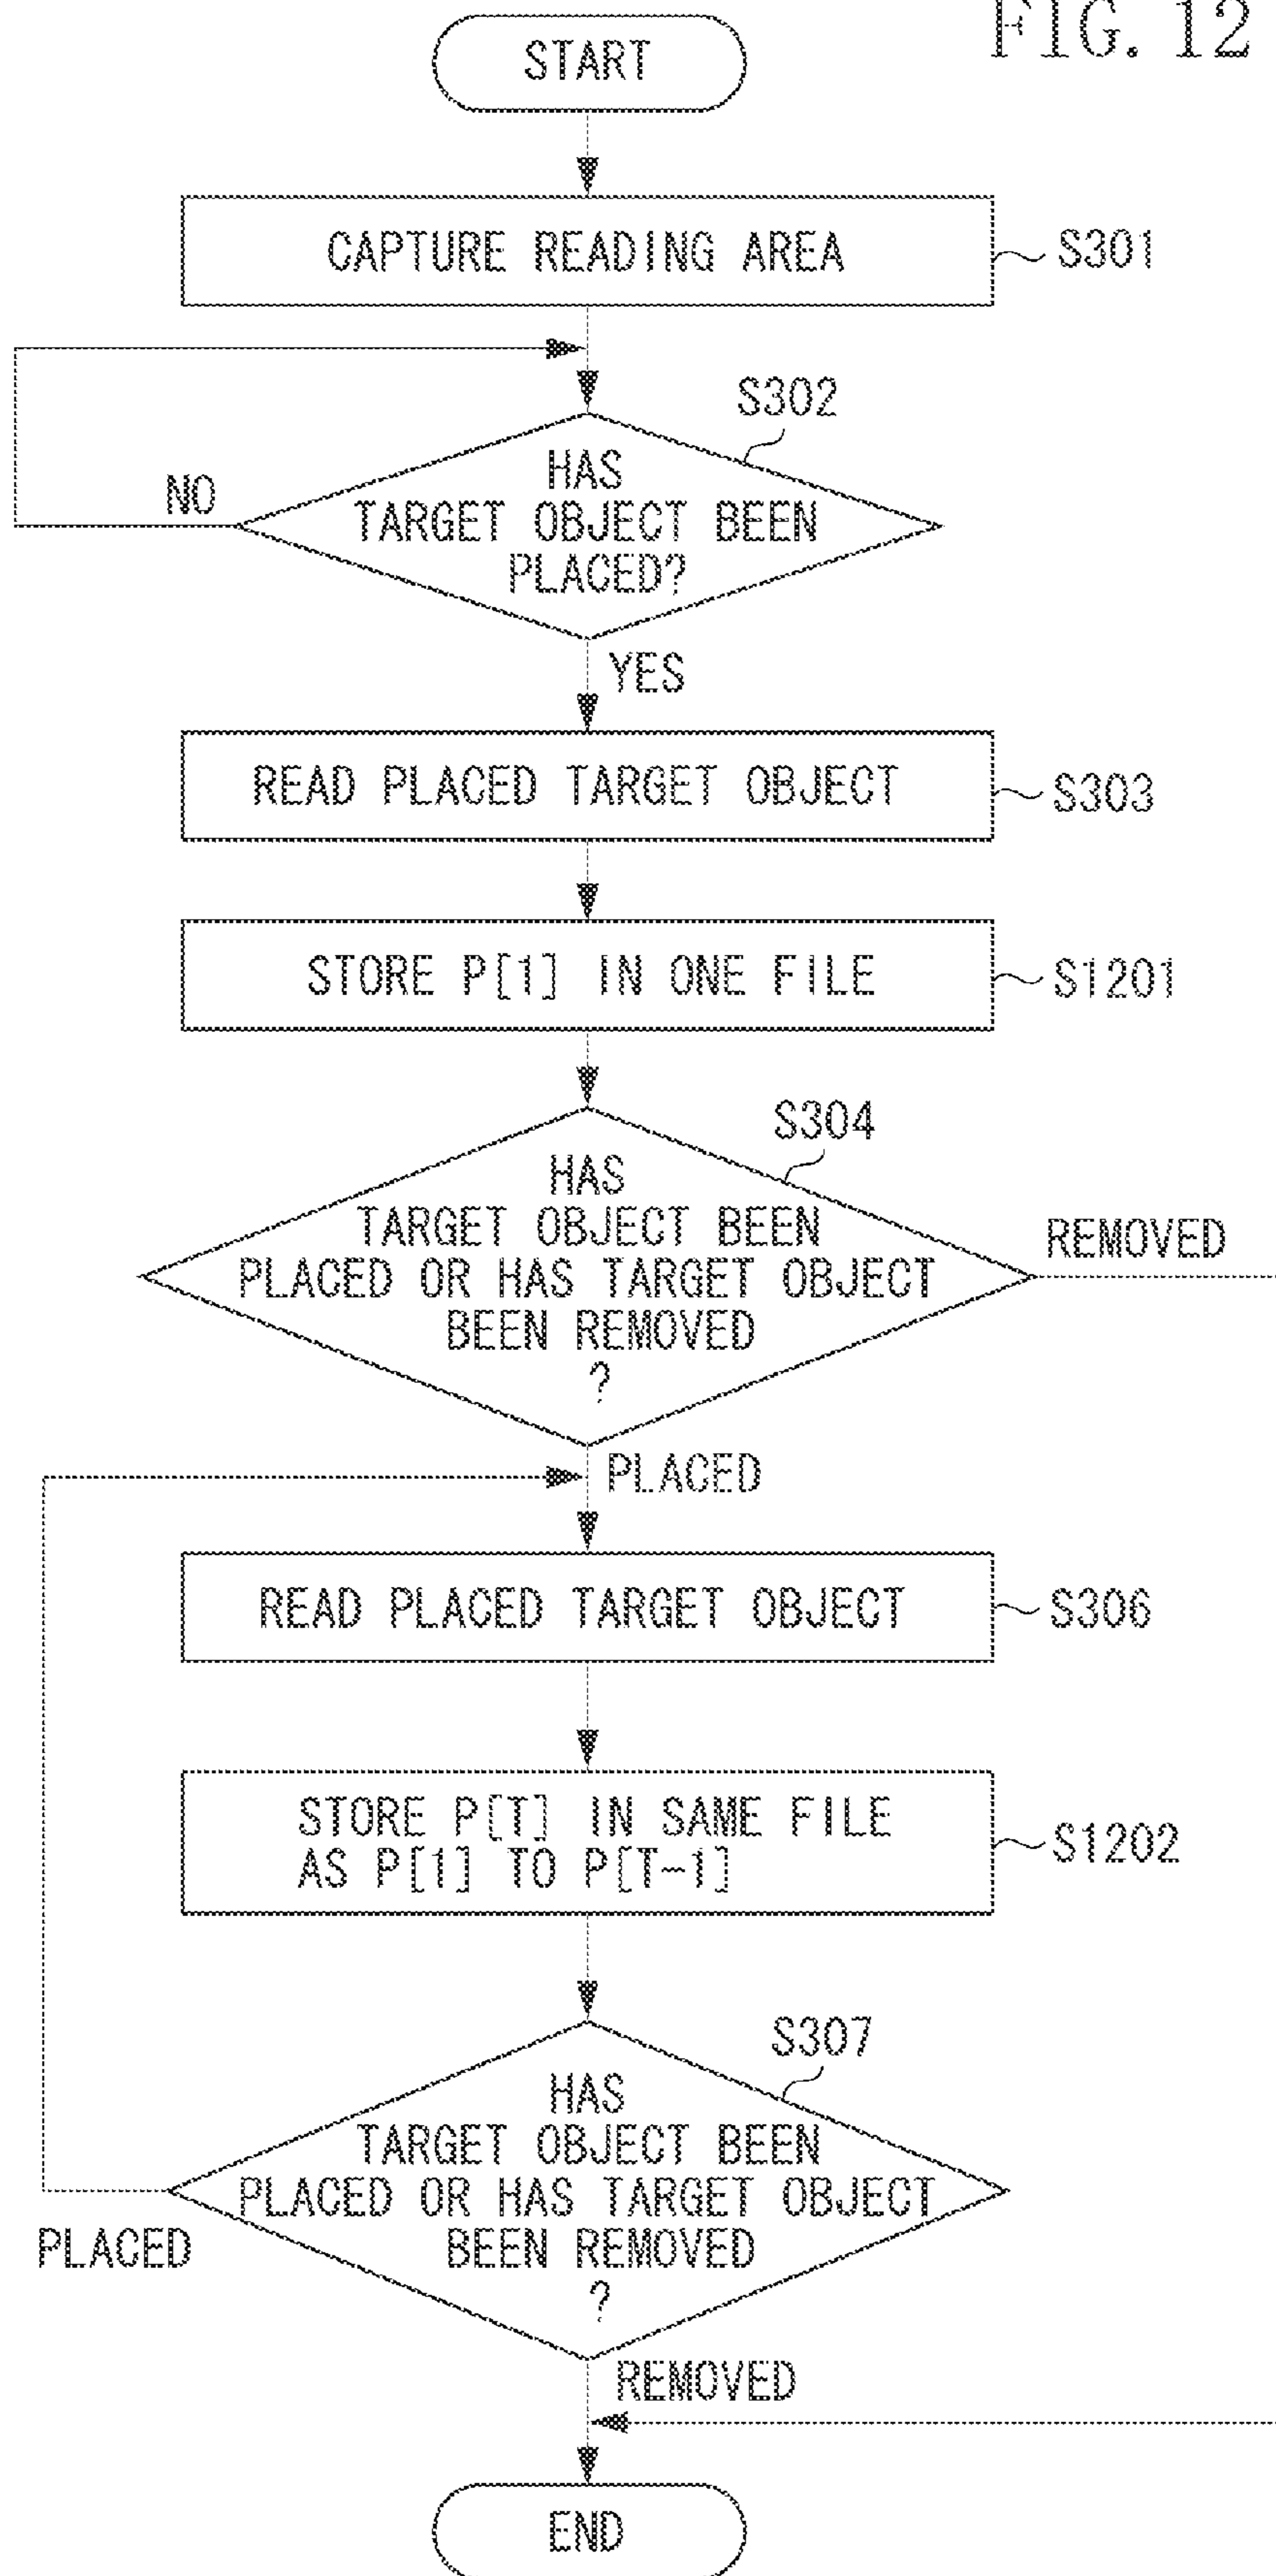 FIG. 12
START
CAPTURE READING AREA
S301
S302
HAS
TARGET OBJECT BEEN
PLACED?
NO
YES
READ PLACED TARGET OBJECT
S303
STORE P[1] IN ONE FILE
S1201
S304
HAS
TARGET OBJECT BEEN
PLACED OR HAS TARGET OBJECT
BEEN REMOVED
?
REMOVED
PLACED
READ PLACED TARGET OBJECT
S306
STORE P[T] IN SAME FILE
AS P[1] TO P[T-1]
S1202
S307
HAS
TARGET OBJECT BEEN
PLACED OR HAS TARGET OBJECT
BEEN REMOVED
?
PLACED
REMOVED
END